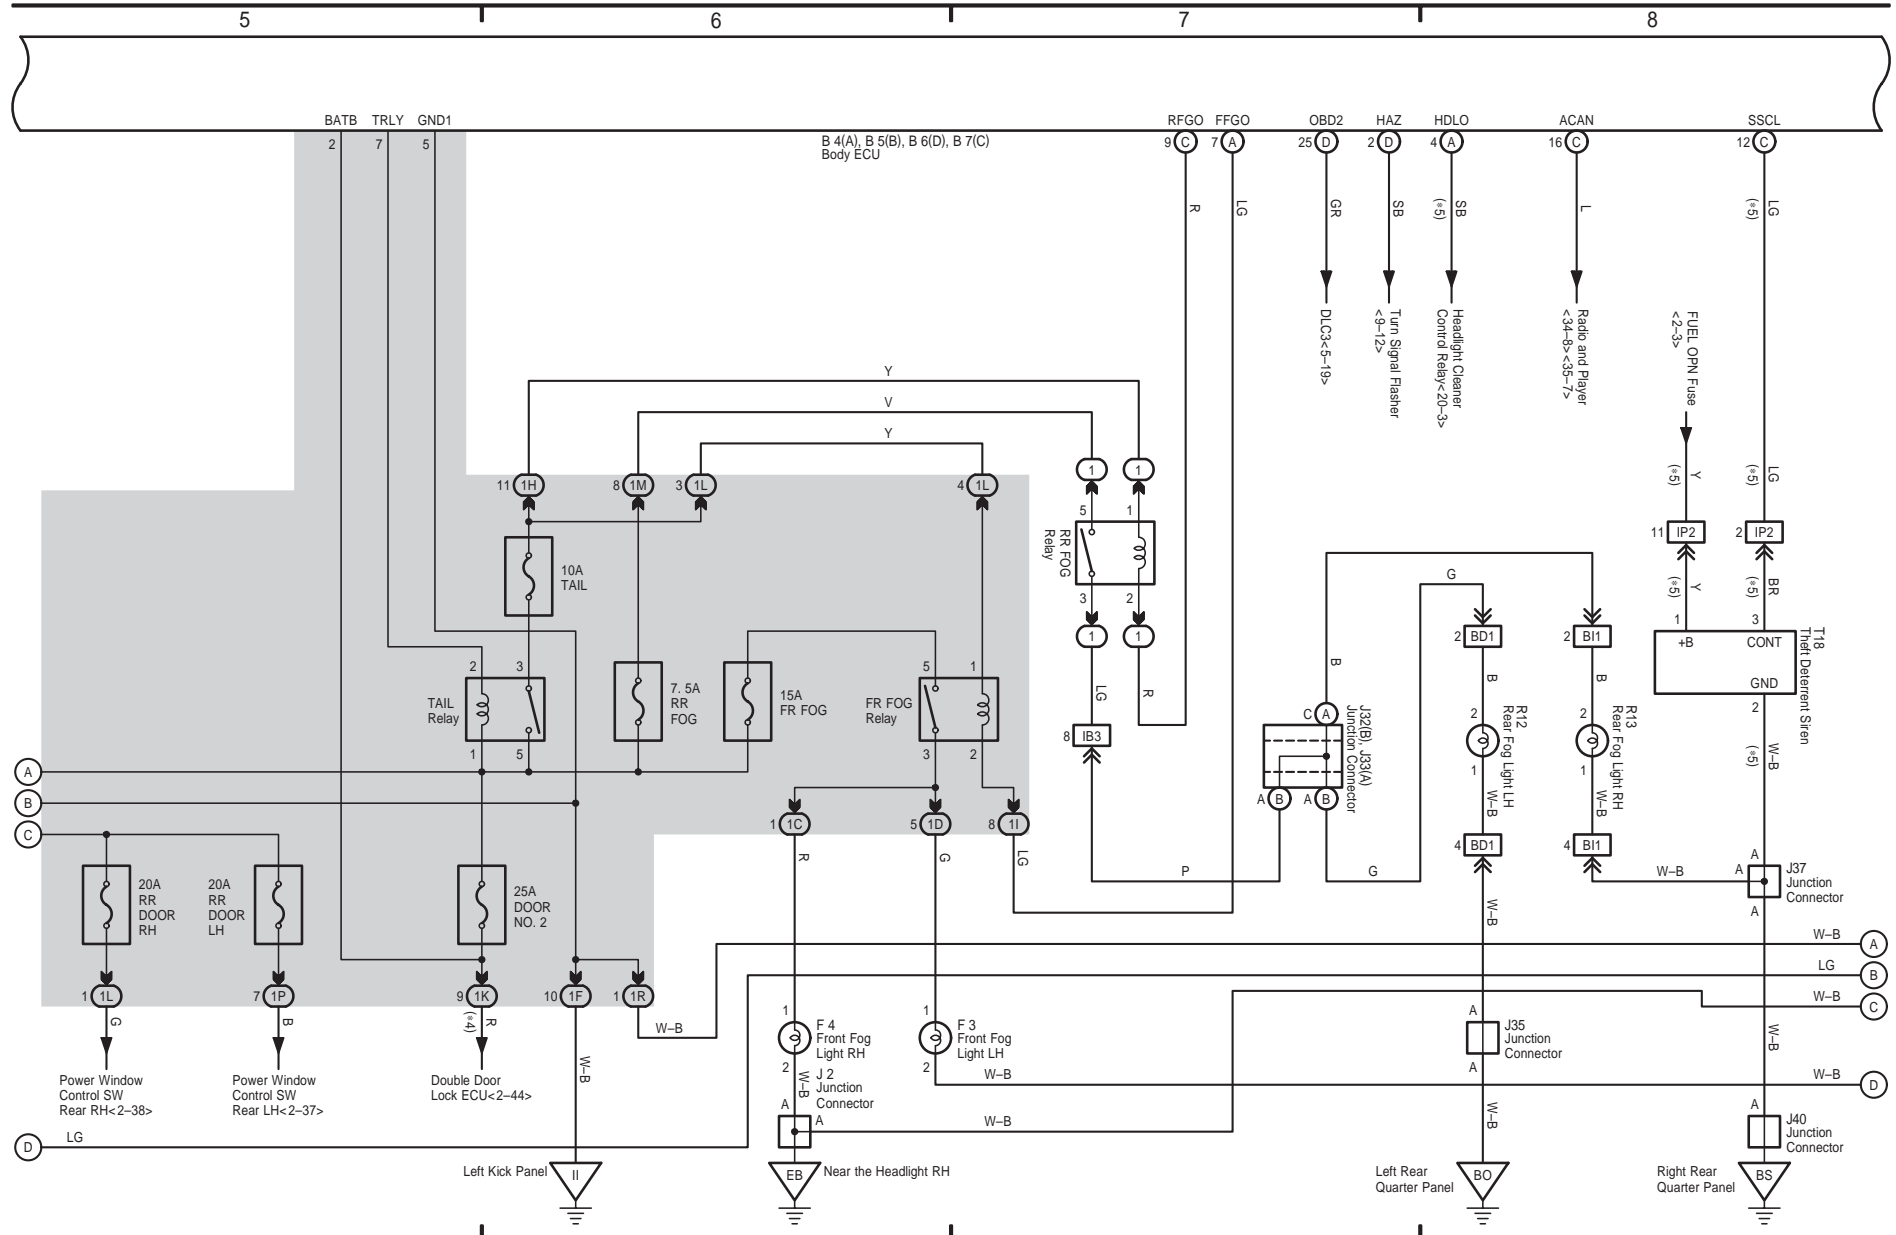 5
6
7
8
BATB
TRLY
GND1
2
7
5
B 4(A), B 5(B), B 6(D), B 7(C)
Body ECU
RFGO
FFGO
OBD2
HAZ
HDLO
ACAN
SSCL
9
C
7
A
25
D
2
D
4
A
16
C
12
C
R
LG
GR
SB
SB
(*5)
L
LG
(*5)
DLC3<5–19>
Turn Signal Flasher
<9–12>
Headlight Cleaner
Control Relay<20–3>
Radio and Player
<34–8><35–7>
FUEL OPN Fuse
<2–3>
Y
V
Y
Y
(*5)
LG
(*5)
11
1H
8
1M
3
1L
4
1L
1
1
5
1
RR FOG
Relay
3
2
1
1
11
IP2
2
IP2
Y
(*5)
BR
(*5)
10A
TAIL
G
2
BD1
2
BI1
1
3
+B
CONT
GND
2
T18
Theft Deterrent Siren
2
3
TAIL
Relay
1
5
7. 5A
RR
FOG
15A
FR FOG
5
1
FR FOG
Relay
3
2
LG
R
8
IB3
B
C
A
J32(B), J33(A)
Junction Connector
A
B
A
B
B
2
R12
Rear Fog Light LH
1
W–B
B
2
R13
Rear Fog Light RH
1
W–B
W–B
(*5)
A
B
C
1
1C
5
1D
8
1I
4
BD1
4
BI1
R
G
LG
P
G
W–B
W–B
A
A
J37
Junction
Connector
A
20A
RR
DOOR
RH
20A
RR
DOOR
LH
25A
DOOR
NO. 2
W–B
A
LG
B
W–B
C
1
1L
7
1P
9
1K
10
1F
1
1R
G
B
R
(*4)
W–B
W–B
1
F 4
Front Fog
Light RH
2
1
F 3
Front Fog
Light LH
2
A
J35
Junction
Connector
A
W–B
Power Window
Control SW
Rear RH<2–38>
Power Window
Control SW
Rear LH<2–37>
Double Door
Lock ECU<2–44>
W–B
J 2
Junction
Connector
A
A
W–B
W–B
W–B
D
W–B
A
J40
Junction
Connector
D
LG
Left Kick Panel
II
EB
Near the Headlight RH
Left Rear
Quarter Panel
BO
Right Rear
Quarter Panel
BS